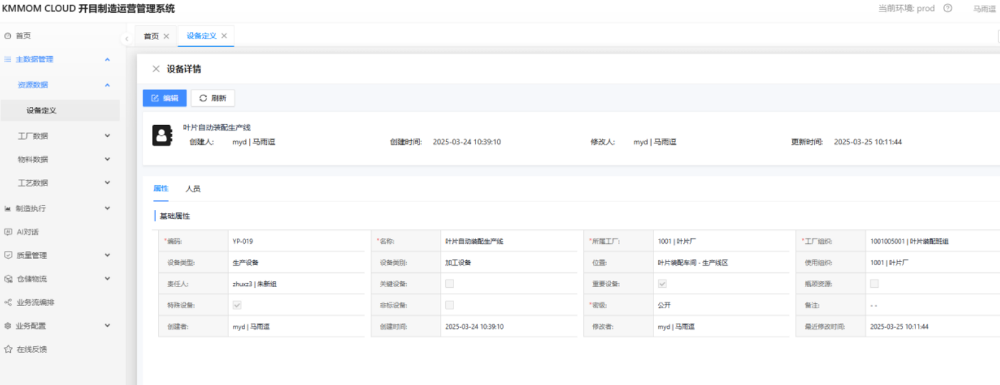 KMMOM CLOUD 开目制造运营管理系统
当前环境: prod 马雨逗
首页
主数据管理
资源数据
设备定义
工厂数据
物料数据
工艺数据
制造执行
AI对话
质量管理
仓储物流
业务流编排
业务配置
在线反馈
首页 设备定义
设备详情
编辑 刷新
叶片自动装配生产线
创建人: myd | 马雨逗 创建时间: 2025-03-24 10:39:10 修改人: myd | 马雨逗 更新时间: 2025-03-25 10:11:44
属性 人员
基础属性
*编码: YP-019 *名称: 叶片自动装配生产线 *所属工厂: 1001 | 叶片厂 *工厂组织: 1001005001 | 叶片装配班组
设备类型: 生产设备 设备类别: 加工设备 位置: 叶片装配车间 - 生产线区 使用组织: 1001 | 叶片厂
责任人: zhuxz3 | 朱新组 关键设备: 重要设备: 瓶颈资源:
特殊设备: 非标设备: *密级: 公开 备注: - -
创建者: myd | 马雨逗 创建时间: 2025-03-24 10:39:10 修改者: myd | 马雨逗 最近修改时间: 2025-03-25 10:11:44